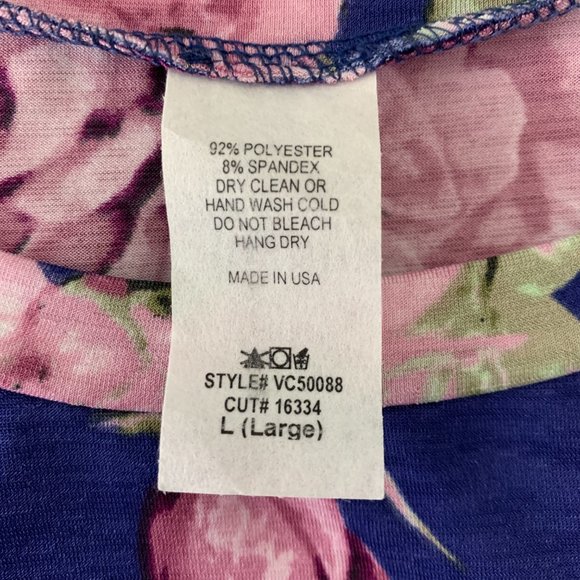 92% POLYESTER
8% SPANDEX
DRY CLEAN OR
HAND WASH COLD
DO NOT BLEACH
HANG DRY
MADE IN USA
STYLE# VC50088
CUT# 16334
L (Large)